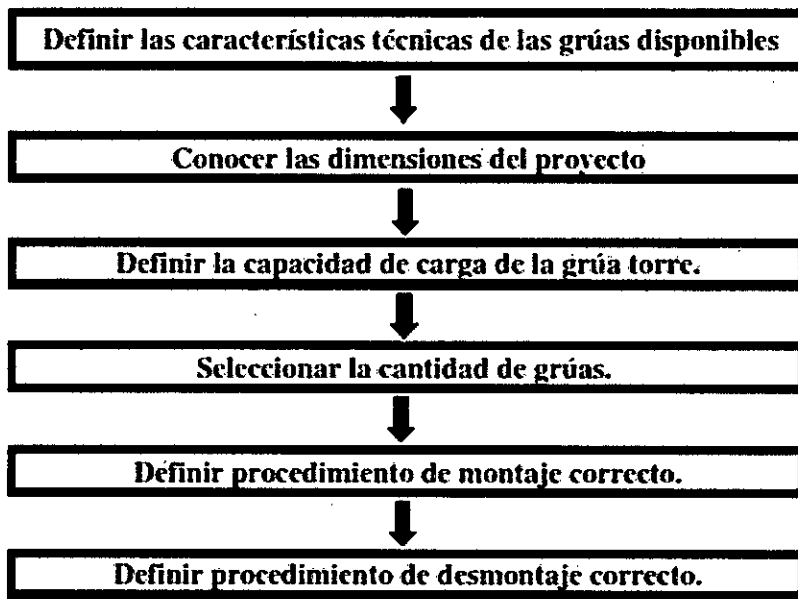 Definir las características técnicas de las grúas disponibles
Conocer las dimensiones del proyecto
Definir la capacidad de carga de la grúa torre.
Seleccionar la cantidad de grúas.
Definir procedimiento de montaje correcto.
Definir procedimiento de desmontaje correcto.